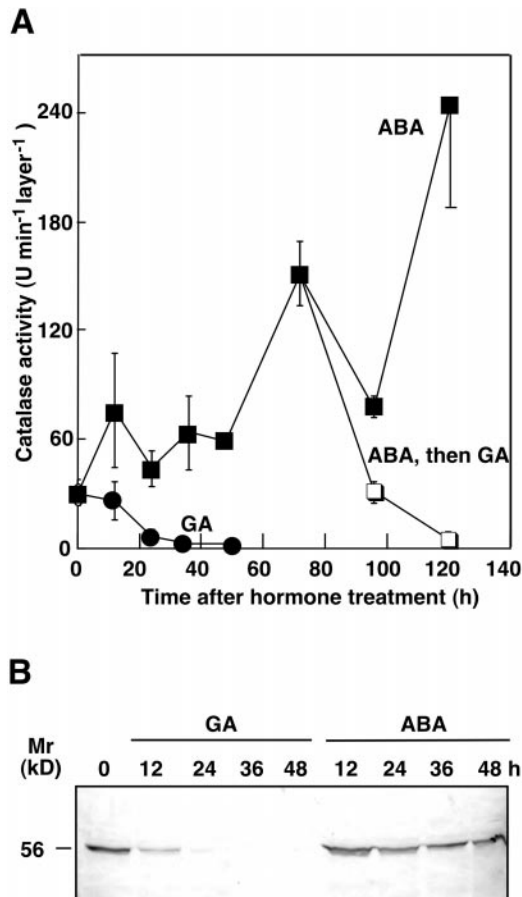 A
Catalase activity (U min⁻¹ layer⁻¹)
240
180
120
60
0
ABA
ABA, then GA
GA
0 20 40 60 80 100 120 140
Time after hormone treatment (h)
B
GA ABA
Mr
(kD)
0 12 24 36 48 12 24 36 48 h
56